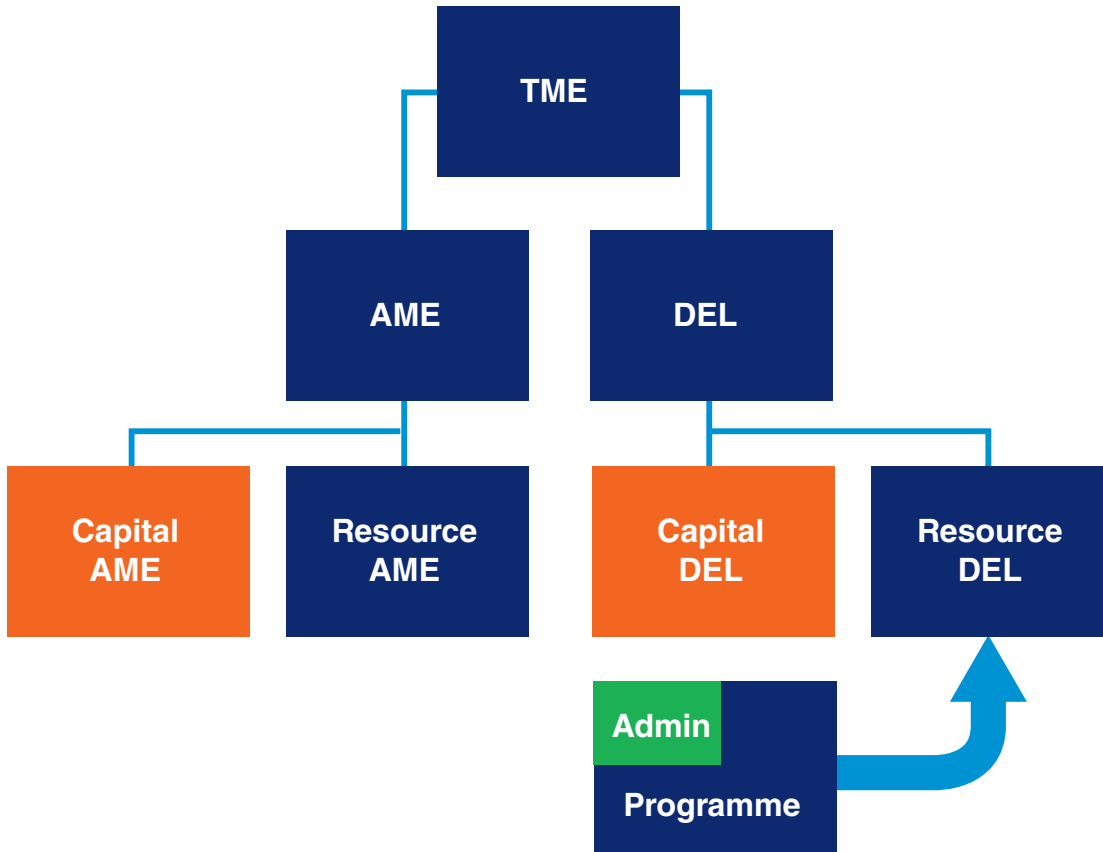 TME
AME
DEL
Capital
AME
Resource
AME
Capital
DEL
Resource
DEL
Admin
Programme